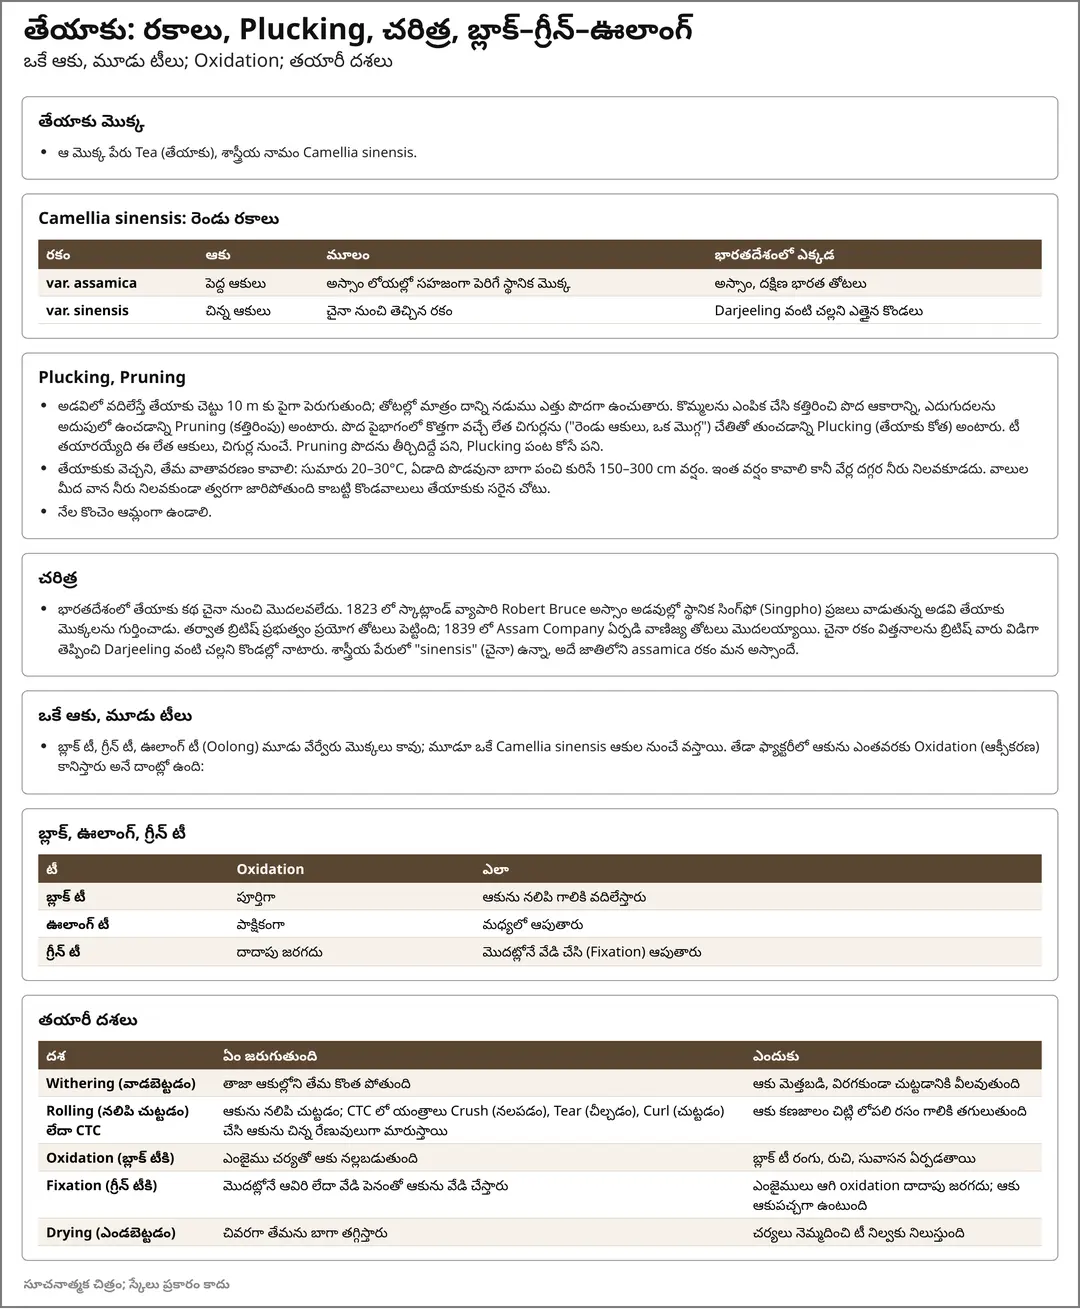 తేయాకు: రకాలు, Plucking, చరిత్ర, బ్లాక్–గ్రీన్–ఊలాంగ్
ఒకే ఆకు, మూడు టీలు; Oxidation; తయారీ దశలు
తేయాకు మొక్క
• ఆ మొక్క పేరు Tea (తేయాకు), శాస్త్రీయ నామం Camellia sinensis.
Camellia sinensis: రెండు రకాలు
రకం ఆకు మూలం భారతదేశంలో ఎక్కడ
var. assamica పెద్ద ఆకులు అస్సాం లోయల్లో సహజంగా పెరిగే స్థానిక మొక్క అస్సాం, దక్షిణ భారత తోటలు
var. sinensis చిన్న ఆకులు చైనా నుంచి తెచ్చిన రకం Darjeeling వంటి చల్లని ఎత్తైన కొండలు
Plucking, Pruning
• అడవిలో వదిలేస్తే తేయాకు చెట్టు 10 m కు పైగా పెరుగుతుంది; తోటల్లో మాత్రం దాన్ని నడుము ఎత్తు పొదగా ఉంచుతారు. కొమ్మలను ఎంపిక చేసి కత్తిరించి పొద ఆకారాన్ని, ఎదుగుదలను
అదుపులో ఉంచడాన్ని Pruning (కత్తిరింపు) అంటారు. పొద పైభాగంలో కొత్తగా వచ్చే లేత చిగుర్లను ("రెండు ఆకులు, ఒక మొగ్గ") చేతితో తుంచడాన్ని Plucking (తేయాకు కోత) అంటారు. టీ
తయారయ్యేది ఈ లేత ఆకులు, చిగుర్ల నుంచే. Pruning పొదను తీర్చిదిద్దే పని, Plucking పంట కోసే పని.
• తేయాకుకు వెచ్చని, తేమ వాతావరణం కావాలి: సుమారు 20–30°C, ఏడాది పొడవునా బాగా పంచి కురిసే 150–300 cm వర్షం. ఇంత వర్షం కావాలి కానీ వేర్ల దగ్గర నీరు నిలవకూడదు. వాలుల
మీద వాన నీరు నిలవకుండా త్వరగా జారిపోతుంది కాబట్టి కొండవాలులు తేయాకుకు సరైన చోటు.
• నేల కొంచెం ఆమ్లంగా ఉండాలి.
చరిత్ర
• భారతదేశంలో తేయాకు కథ చైనా నుంచి మొదలవలేదు. 1823 లో స్కాట్లాండ్ వ్యాపారి Robert Bruce అస్సాం అడవుల్లో స్థానిక సింగ్‌ఫో (Singpho) ప్రజలు వాడుతున్న అడవి తేయాకు
మొక్కలను గుర్తించాడు. తర్వాత బ్రిటిష్ ప్రభుత్వం ప్రయోగ తోటలు పెట్టింది; 1839 లో Assam Company ఏర్పడి వాణిజ్య తోటలు మొదలయ్యాయి. చైనా రకం విత్తనాలను బ్రిటిష్ వారు విడిగా
తెప్పించి Darjeeling వంటి చల్లని కొండల్లో నాటారు. శాస్త్రీయ పేరులో "sinensis" (చైనా) ఉన్నా, అదే జాతిలోని assamica రకం మన అస్సాందే.
ఒకే ఆకు, మూడు టీలు
• బ్లాక్ టీ, గ్రీన్ టీ, ఊలాంగ్ టీ (Oolong) మూడు వేర్వేరు మొక్కలు కావు; మూడూ ఒకే Camellia sinensis ఆకుల నుంచే వస్తాయి. తేడా ఫ్యాక్టరీలో ఆకును ఎంతవరకు Oxidation (ఆక్సీకరణ)
కానిస్తారు అనే దాంట్లో ఉంది:
బ్లాక్, ఊలాంగ్, గ్రీన్ టీ
టీ Oxidation ఎలా
బ్లాక్ టీ పూర్తిగా ఆకును నలిపి గాలికి వదిలేస్తారు
ఊలాంగ్ టీ పాక్షికంగా మధ్యలో ఆపుతారు
గ్రీన్ టీ దాదాపు జరగదు మొదట్లోనే వేడి చేసి (Fixation) ఆపుతారు
తయారీ దశలు
దశ ఏం జరుగుతుంది ఎందుకు
Withering (వాడబెట్టడం) తాజా ఆకుల్లోని తేమ కొంత పోతుంది ఆకు మెత్తబడి, విరగకుండా చుట్టడానికి వీలవుతుంది
Rolling (నలిపి చుట్టడం) ఆకును నలిపి చుట్టడం; CTC లో యంత్రాలు Crush (నలపడం), Tear (చీల్చడం), Curl (చుట్టడం) ఆకు కణజాలం చిట్లి లోపలి రసం గాలికి తగులుతుంది
లేదా CTC చేసి ఆకును చిన్న రేణువులుగా మారుస్తాయి
Oxidation (బ్లాక్ టీకి) ఎంజైము చర్యతో ఆకు నల్లబడుతుంది బ్లాక్ టీ రంగు, రుచి, సువాసన ఏర్పడతాయి
Fixation (గ్రీన్ టీకి) మొదట్లోనే ఆవిరి లేదా వేడి పెనంతో ఆకును వేడి చేస్తారు ఎంజైములు ఆగి oxidation దాదాపు జరగదు; ఆకు
ఆకుపచ్చగా ఉంటుంది
Drying (ఎండబెట్టడం) చివరగా తేమను బాగా తగ్గిస్తారు చర్యలు నెమ్మదించి టీ నిల్వకు నిలుస్తుంది
సూచనాత్మక చిత్రం; స్కేలు ప్రకారం కాదు